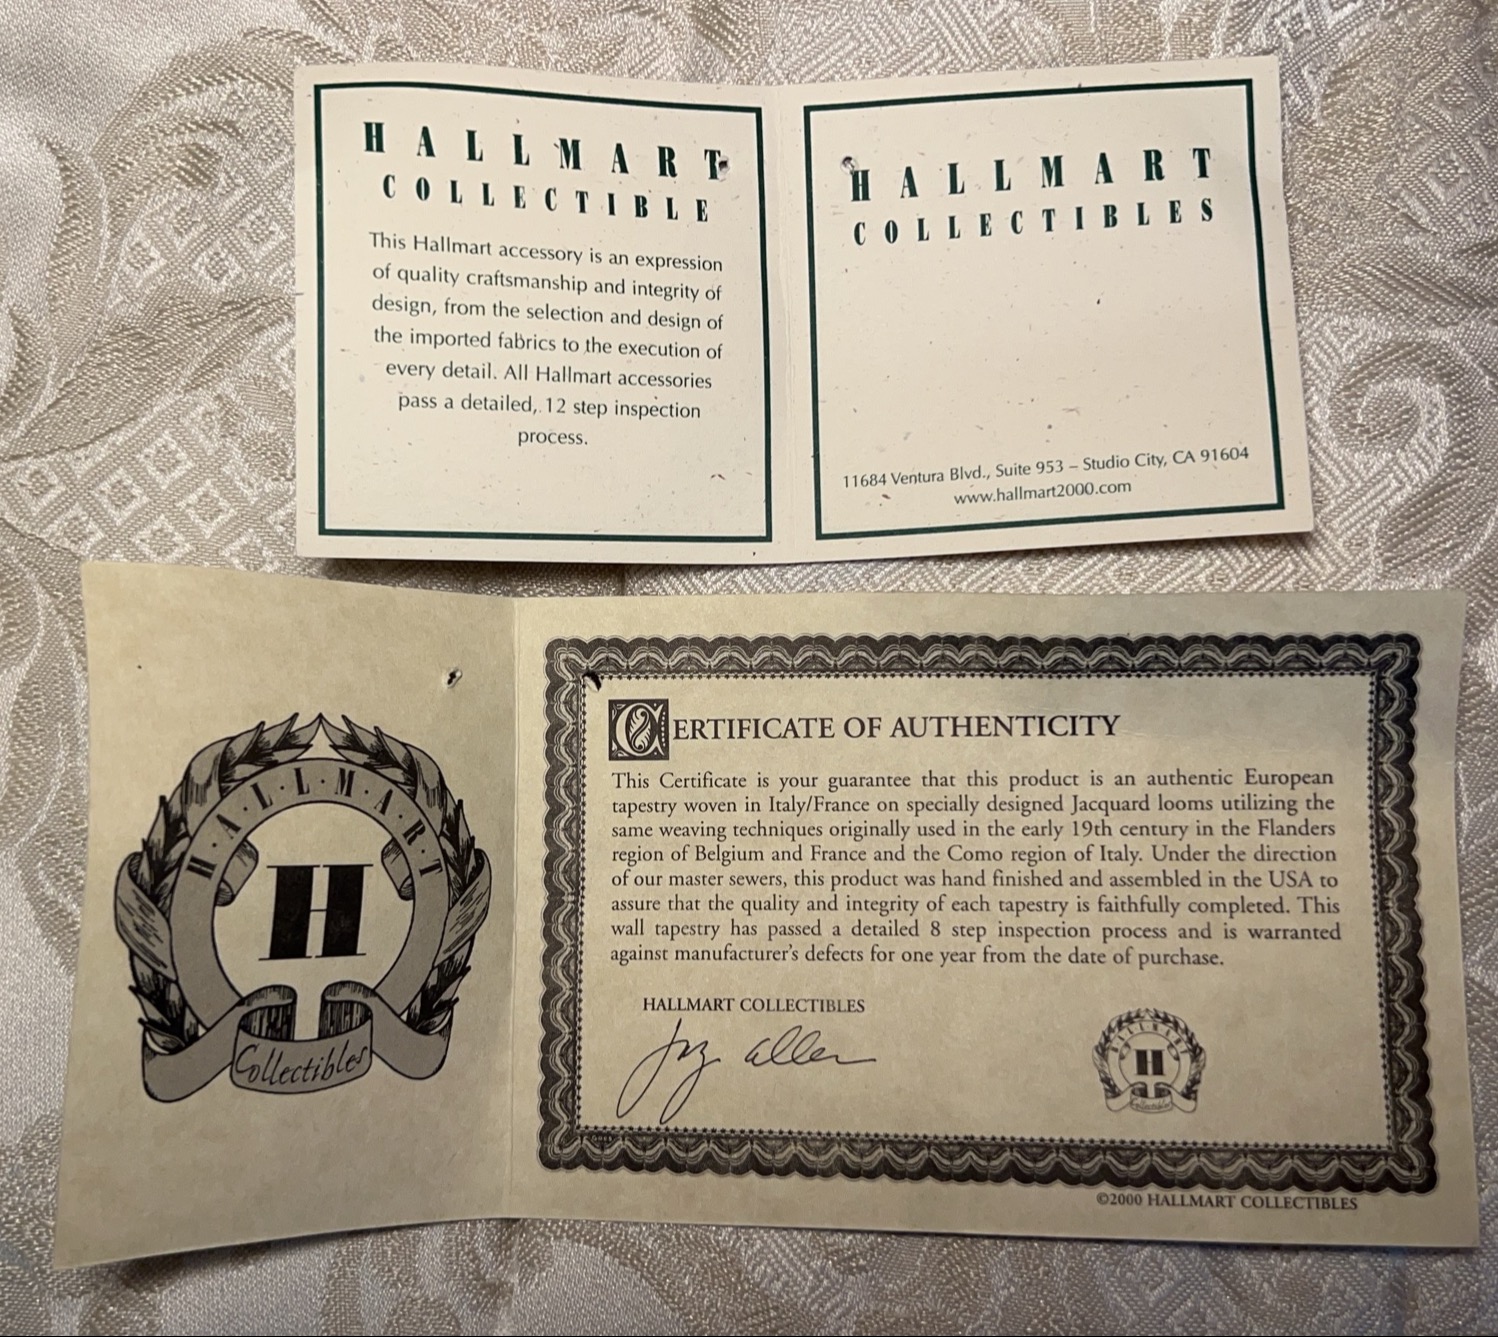 HALLMART
COLLECTIBLE
This Hallmart accessory is an expression
of quality craftsmanship and integrity of
design, from the selection and design of
the imported fabrics to the execution of
every detail. All Hallmart accessories
pass a detailed, 12 step inspection
process.
HALLMART
COLLECTIBLES
11684 Ventura Blvd., Suite 953 – Studio City, CA 91604
www.hallmart2000.com
H·A·L·L·M·A·R·T
H
Collectibles
CERTIFICATE OF AUTHENTICITY
This Certificate is your guarantee that this product is an authentic European
tapestry woven in Italy/France on specially designed Jacquard looms utilizing the
same weaving techniques originally used in the early 19th century in the Flanders
region of Belgium and France and the Como region of Italy. Under the direction
of our master sewers, this product was hand finished and assembled in the USA to
assure that the quality and integrity of each tapestry is faithfully completed. This
wall tapestry has passed a detailed 8 step inspection process and is warranted
against manufacturer's defects for one year from the date of purchase.
HALLMART COLLECTIBLES
HALLMART
H
Collectibles
©2000 HALLMART COLLECTIBLES